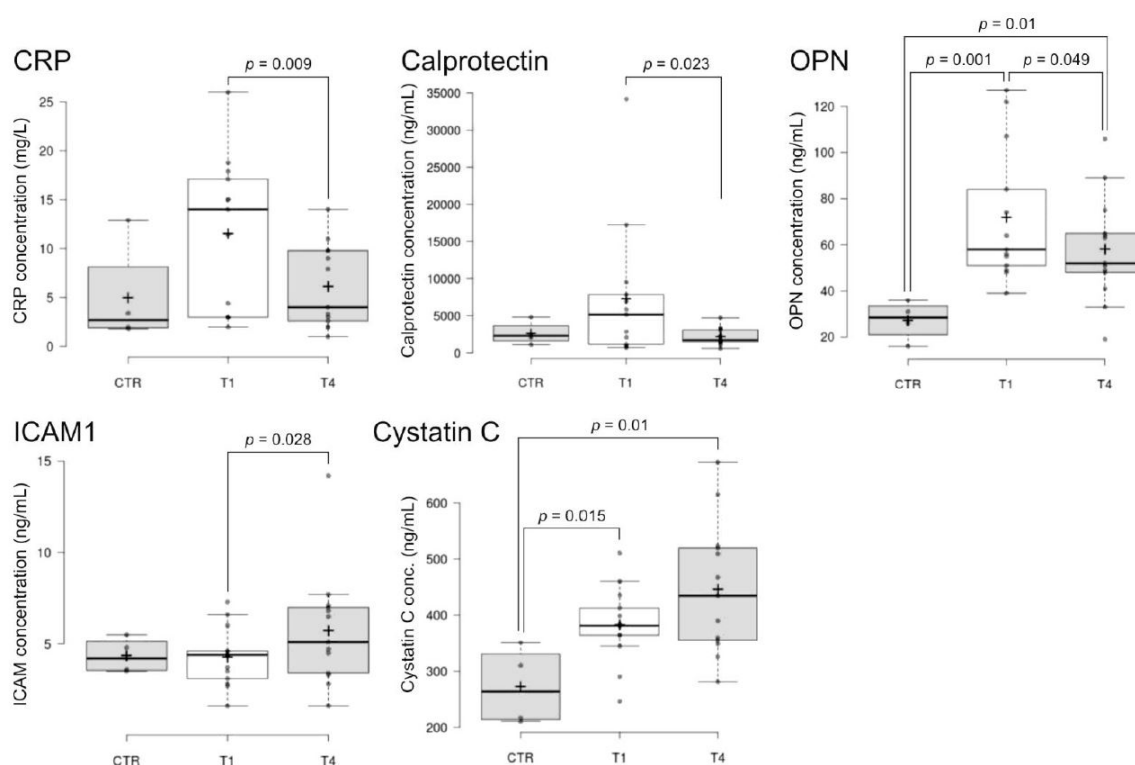 CRP
p = 0.009
CRP concentration (mg/L)
25
20
15
10
5
0
CTR T1 T4
Calprotectin
p = 0.023
Calprotectin concentration (ng/mL)
35000
30000
25000
20000
15000
10000
5000
0
CTR T1 T4
OPN
p = 0.01
p = 0.001 p = 0.049
OPN concentration (ng/mL)
120
100
80
60
40
20
CTR T1 T4
ICAM1
p = 0.028
ICAM concentration (ng/mL)
15
10
5
CTR T1 T4
Cystatin C
p = 0.01
p = 0.015
Cystatin C conc. (ng/mL)
600
500
400
300
200
CTR T1 T4